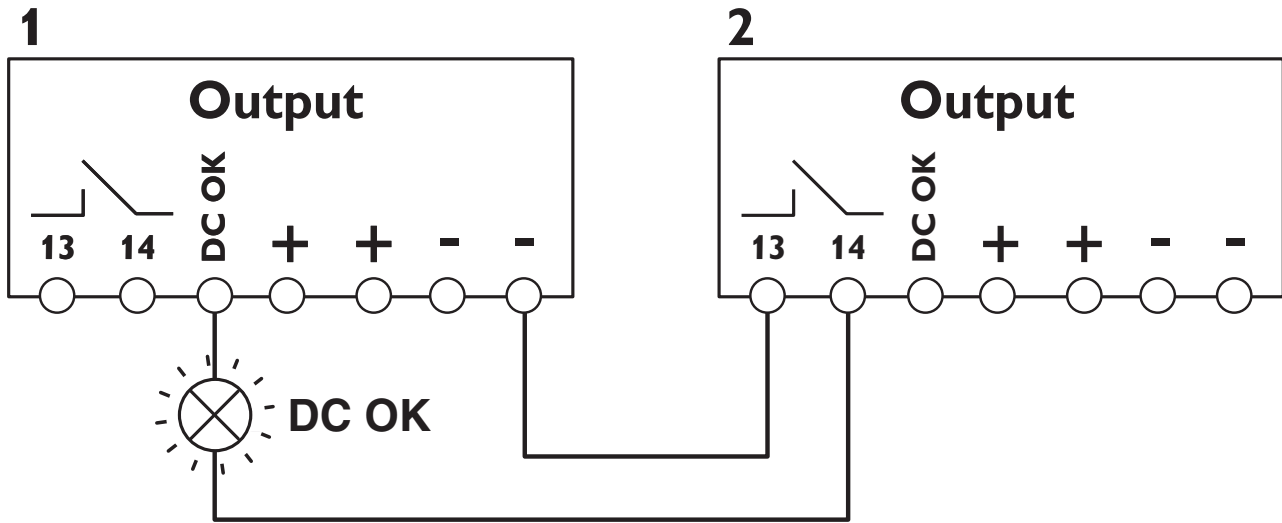 1
Output
13 14 DC OK + + - -
DC OK
2
Output
13 14 DC OK + + - -